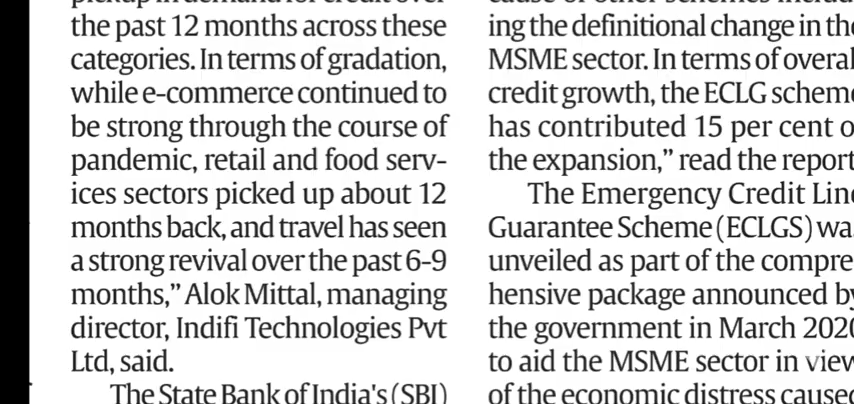 the past 12 months across these
categories. In terms of gradation,
while e-commerce continued to
be strong through the course of
pandemic, retail and food serv-
ices sectors picked up about 12
months back, and travel has seen
a strong revival over the past 6-9
months,” Alok Mittal, managing
director, Indifi Technologies Pvt
Ltd, said.
The State Bank of India's (SBI)
ing the definitional change in the
MSME sector. In terms of overal
credit growth, the ECLG scheme
has contributed 15 per cent o
the expansion,” read the report
The Emergency Credit Line
Guarantee Scheme (ECLGS) wa
unveiled as part of the compre-
hensive package announced by
the government in March 2020
to aid the MSME sector in view
of the economic distress caused